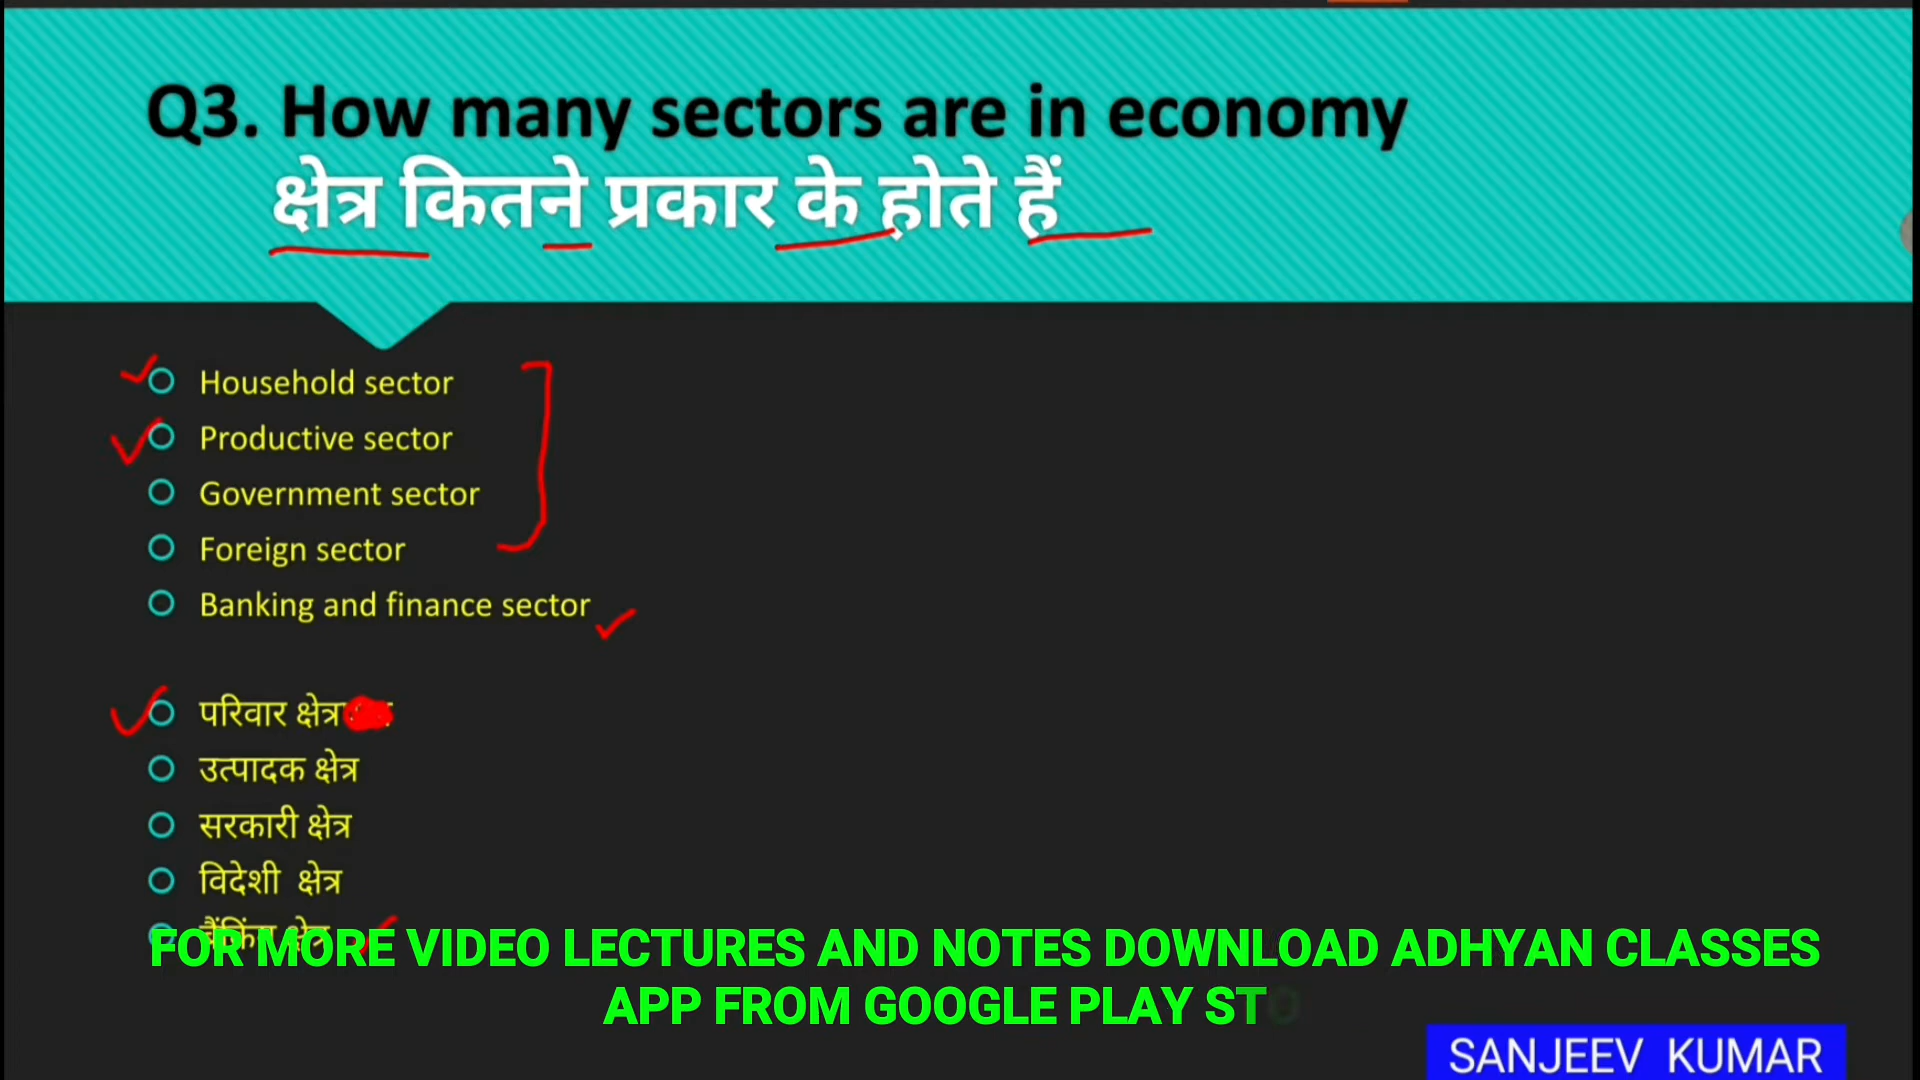 Q3. How many sectors are in economy
क्षेत्र कितने प्रकार के होते हैं
Household sector
Productive sector
Government sector
Foreign sector
Banking and finance sector
परिवार क्षेत्र
उत्पादक क्षेत्र
सरकारी क्षेत्र
विदेशी क्षेत्र
बैंकिंग क्षेत्र
FOR MORE VIDEO LECTURES AND NOTES DOWNLOAD ADHYAN CLASSES
APP FROM GOOGLE PLAY STO
SANJEEV KUMAR